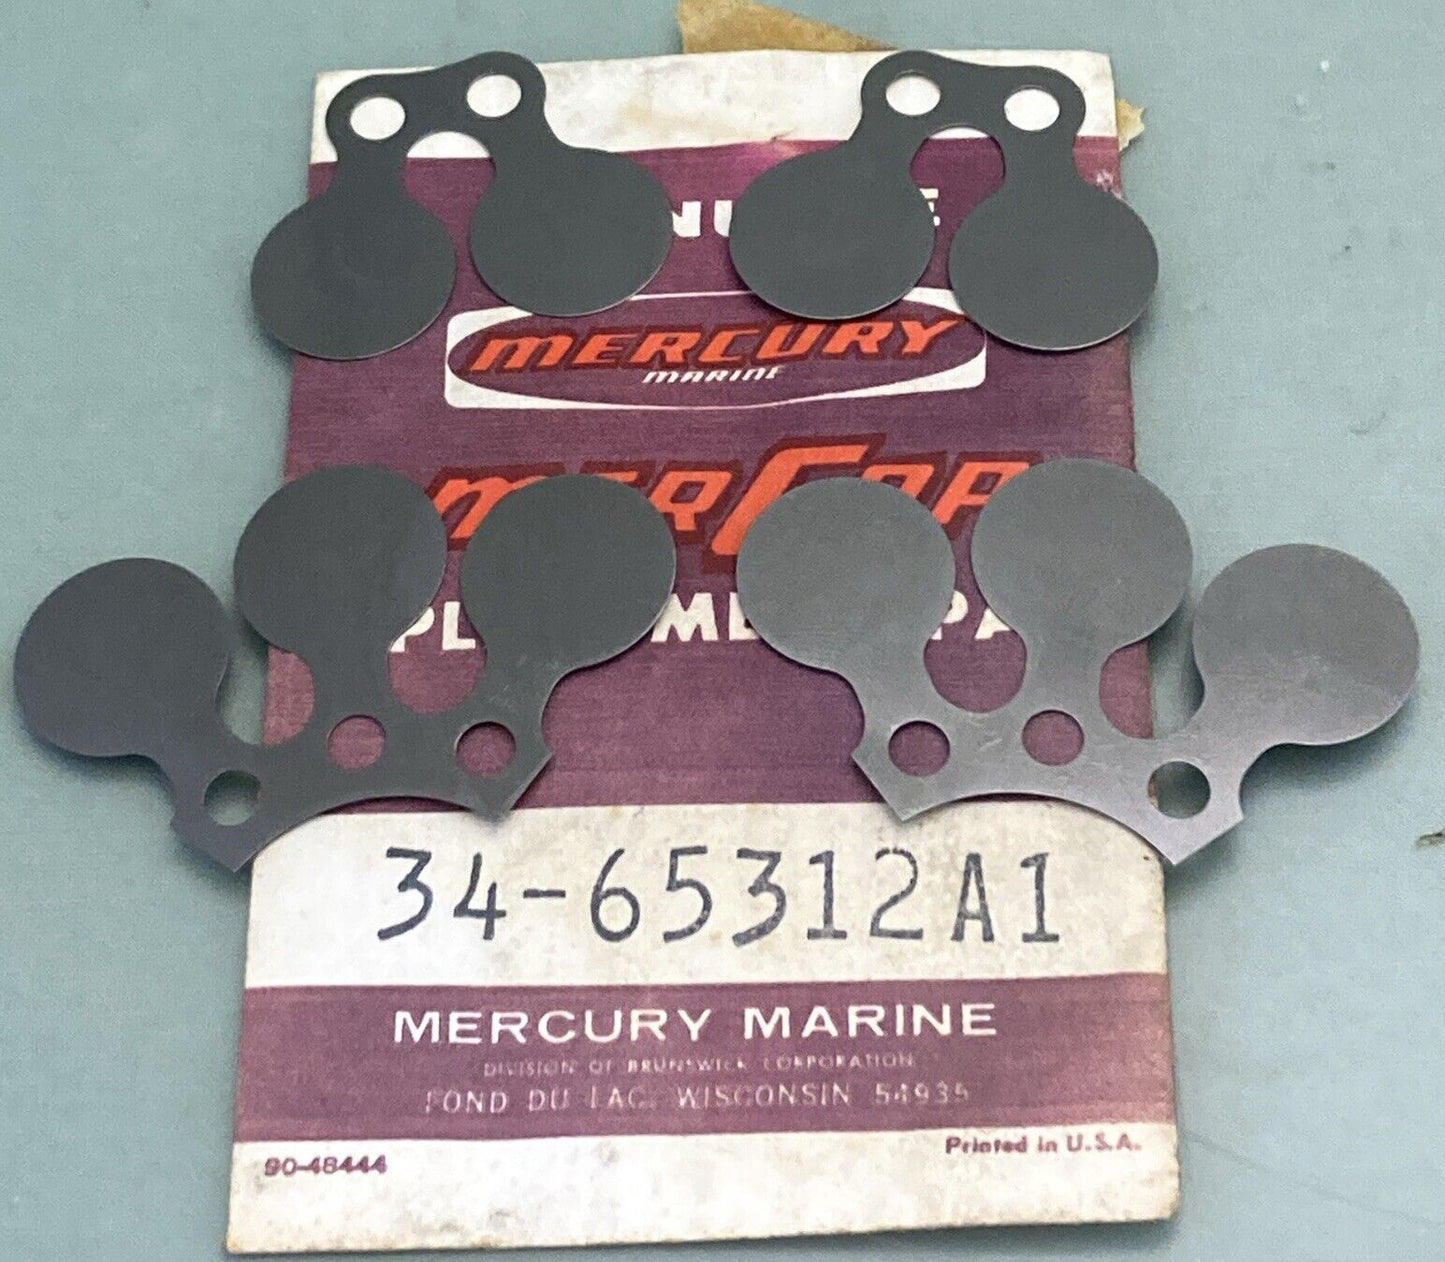 MERCURY
MARINE
34-65312A1
MERCURY MARINE
DIVISION OF BRUNSWICK CORPORATION
FOND DU LAC, WISCONSIN 54935
90-48444
Printed in U.S.A.